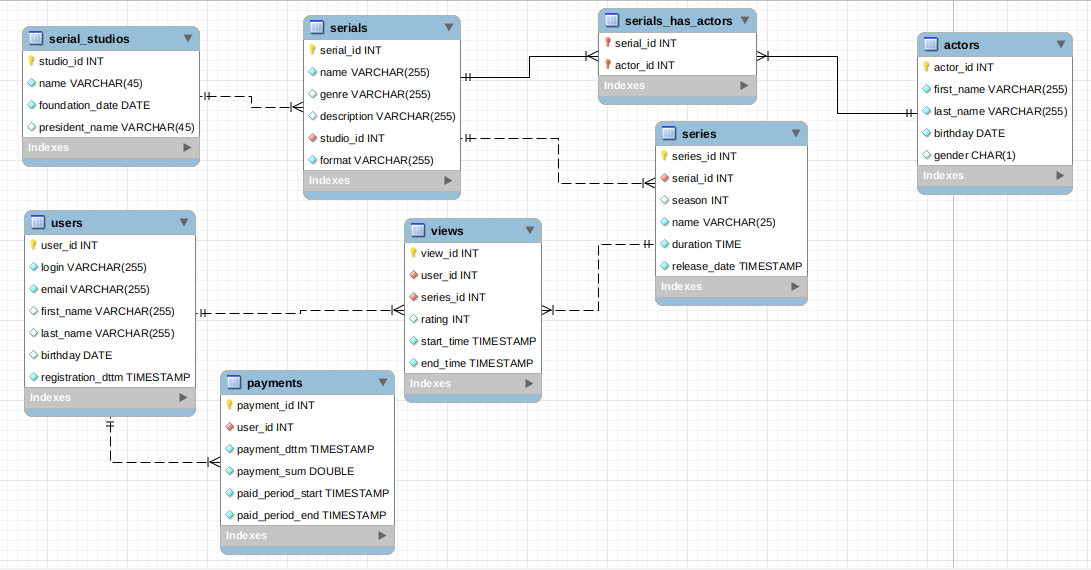 serial_studios
studio_id INT
name VARCHAR(45)
foundation_date DATE
president_name VARCHAR(45)
Indexes
serials
serial_id INT
name VARCHAR(255)
genre VARCHAR(255)
description VARCHAR(255)
studio_id INT
format VARCHAR(255)
Indexes
serials_has_actors
serial_id INT
actor_id INT
Indexes
actors
actor_id INT
first_name VARCHAR(255)
last_name VARCHAR(255)
birthday DATE
gender CHAR(1)
Indexes
series
series_id INT
serial_id INT
season INT
name VARCHAR(25)
duration TIME
release_date TIMESTAMP
Indexes
users
user_id INT
login VARCHAR(255)
email VARCHAR(255)
first_name VARCHAR(255)
last_name VARCHAR(255)
birthday DATE
registration_dttm TIMESTAMP
Indexes
views
view_id INT
user_id INT
series_id INT
rating INT
start_time TIMESTAMP
end_time TIMESTAMP
Indexes
payments
payment_id INT
user_id INT
payment_dttm TIMESTAMP
payment_sum DOUBLE
paid_period_start TIMESTAMP
paid_period_end TIMESTAMP
Indexes